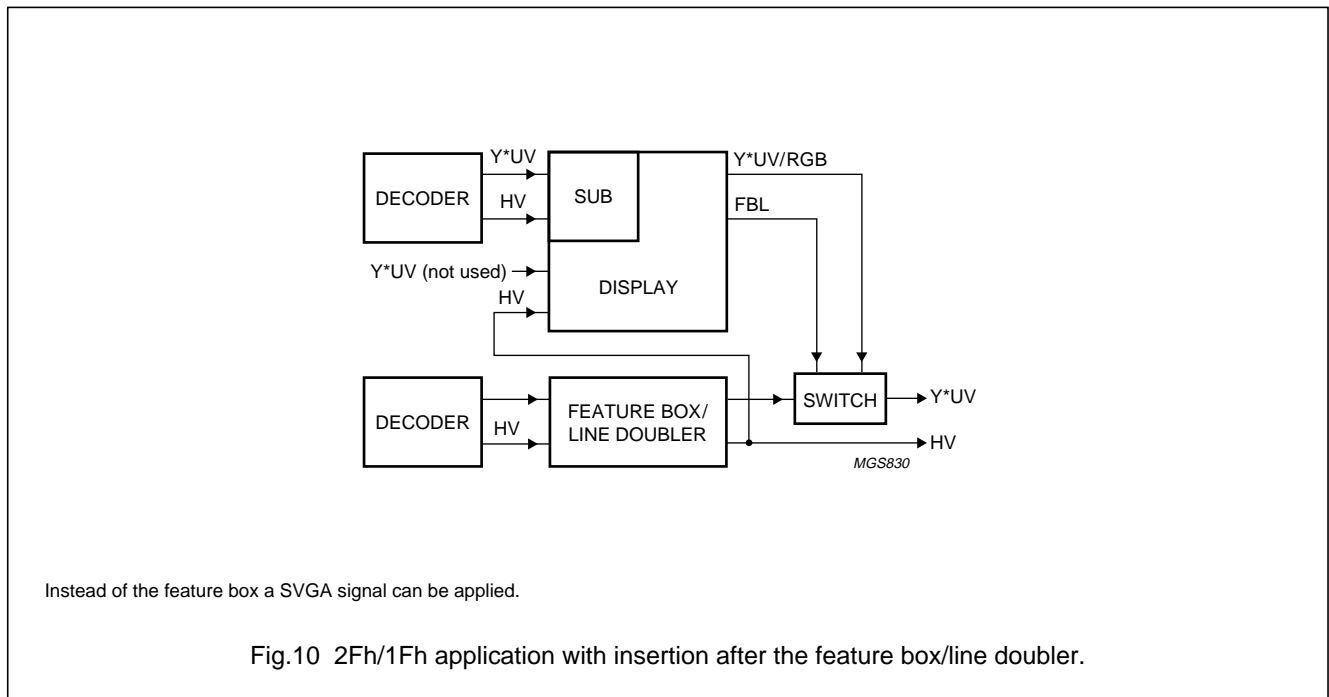 DECODER
Y*UV
HV
SUB
Y*UV/RGB
FBL
Y*UV (not used)
HV
DISPLAY
DECODER
HV
FEATURE BOX/
LINE DOUBLER
SWITCH
Y*UV
HV
MGS830
Instead of the feature box a SVGA signal can be applied.
Fig.10 2Fh/1Fh application with insertion after the feature box/line doubler.